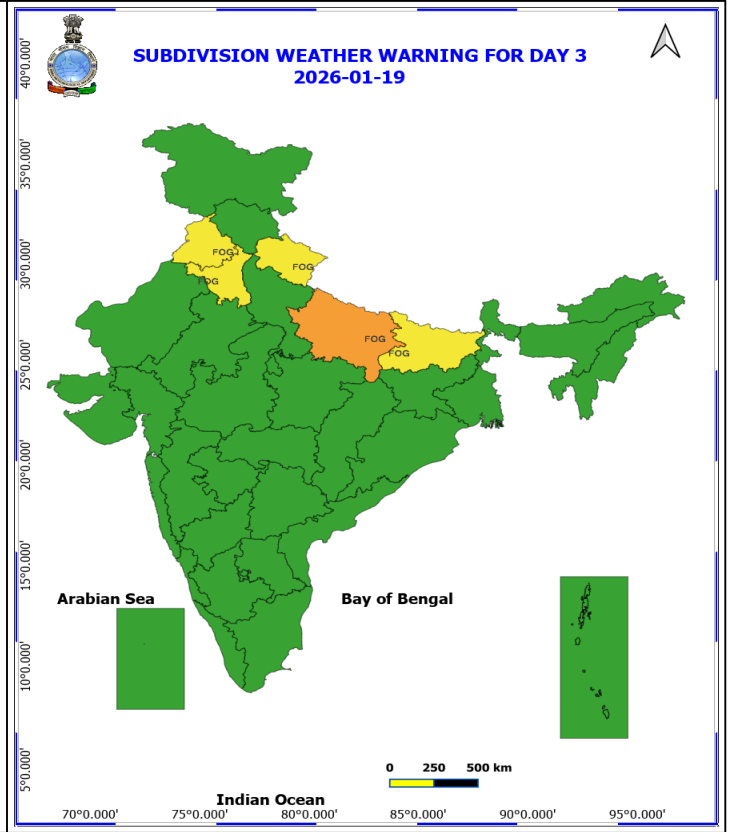 SUBDIVISION WEATHER WARNING FOR DAY 3
2026-01-19
40°0.000'
35°0.000'
30°0.000'
25°0.000'
20°0.000'
15°0.000'
10°0.000'
5°0.000'
FOG
FOG
FOG
FOG
FOG
Arabian Sea
Bay of Bengal
0 250 500 km
Indian Ocean
70°0.000' 75°0.000' 80°0.000' 85°0.000' 90°0.000' 95°0.000'